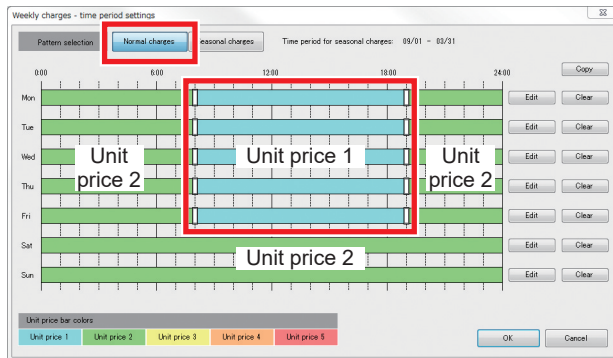 Weekly charges - time period settings
Pattern selection Normal charges Seasonal charges Time period for seasonal charges: 09/01 - 03/31
Copy
0:00 6:00 12:00 18:00 24:00
Mon Edit Clear
Tue Edit Clear
Wed Unit price 2 Unit price 1 Unit price 2 Edit Clear
Thu Edit Clear
Fri Edit Clear
Sat Edit Clear
Unit price 2
Sun Edit Clear
Unit price bar colors
Unit price 1 Unit price 2 Unit price 3 Unit price 4 Unit price 5
OK Cancel